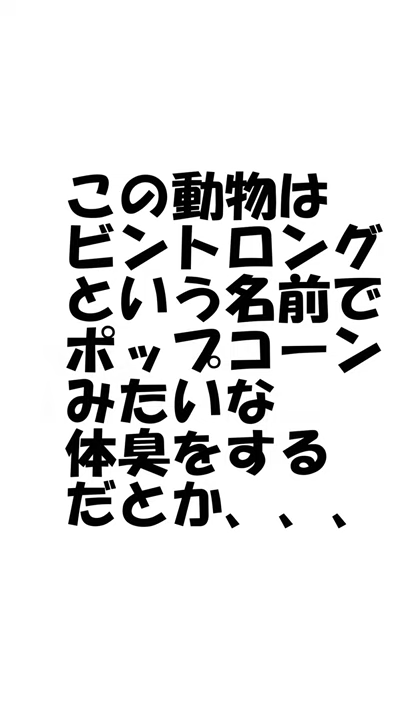 この動物は
ビントロング
という名前で
ポップコーン
みたいな
体臭をする
だとか、、、